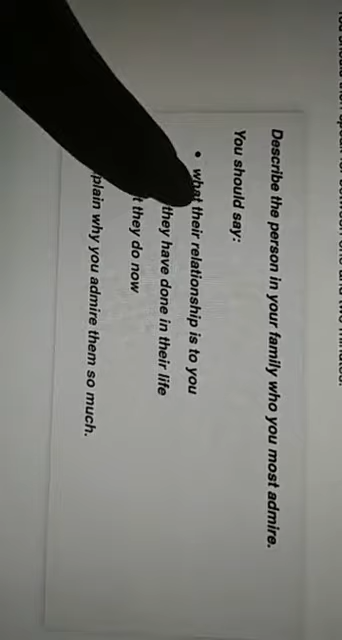 Describe the person in your family who you most admire.
You should say:
• what their relationship is to you
they have done in their life
t they do now
plain why you admire them so much.